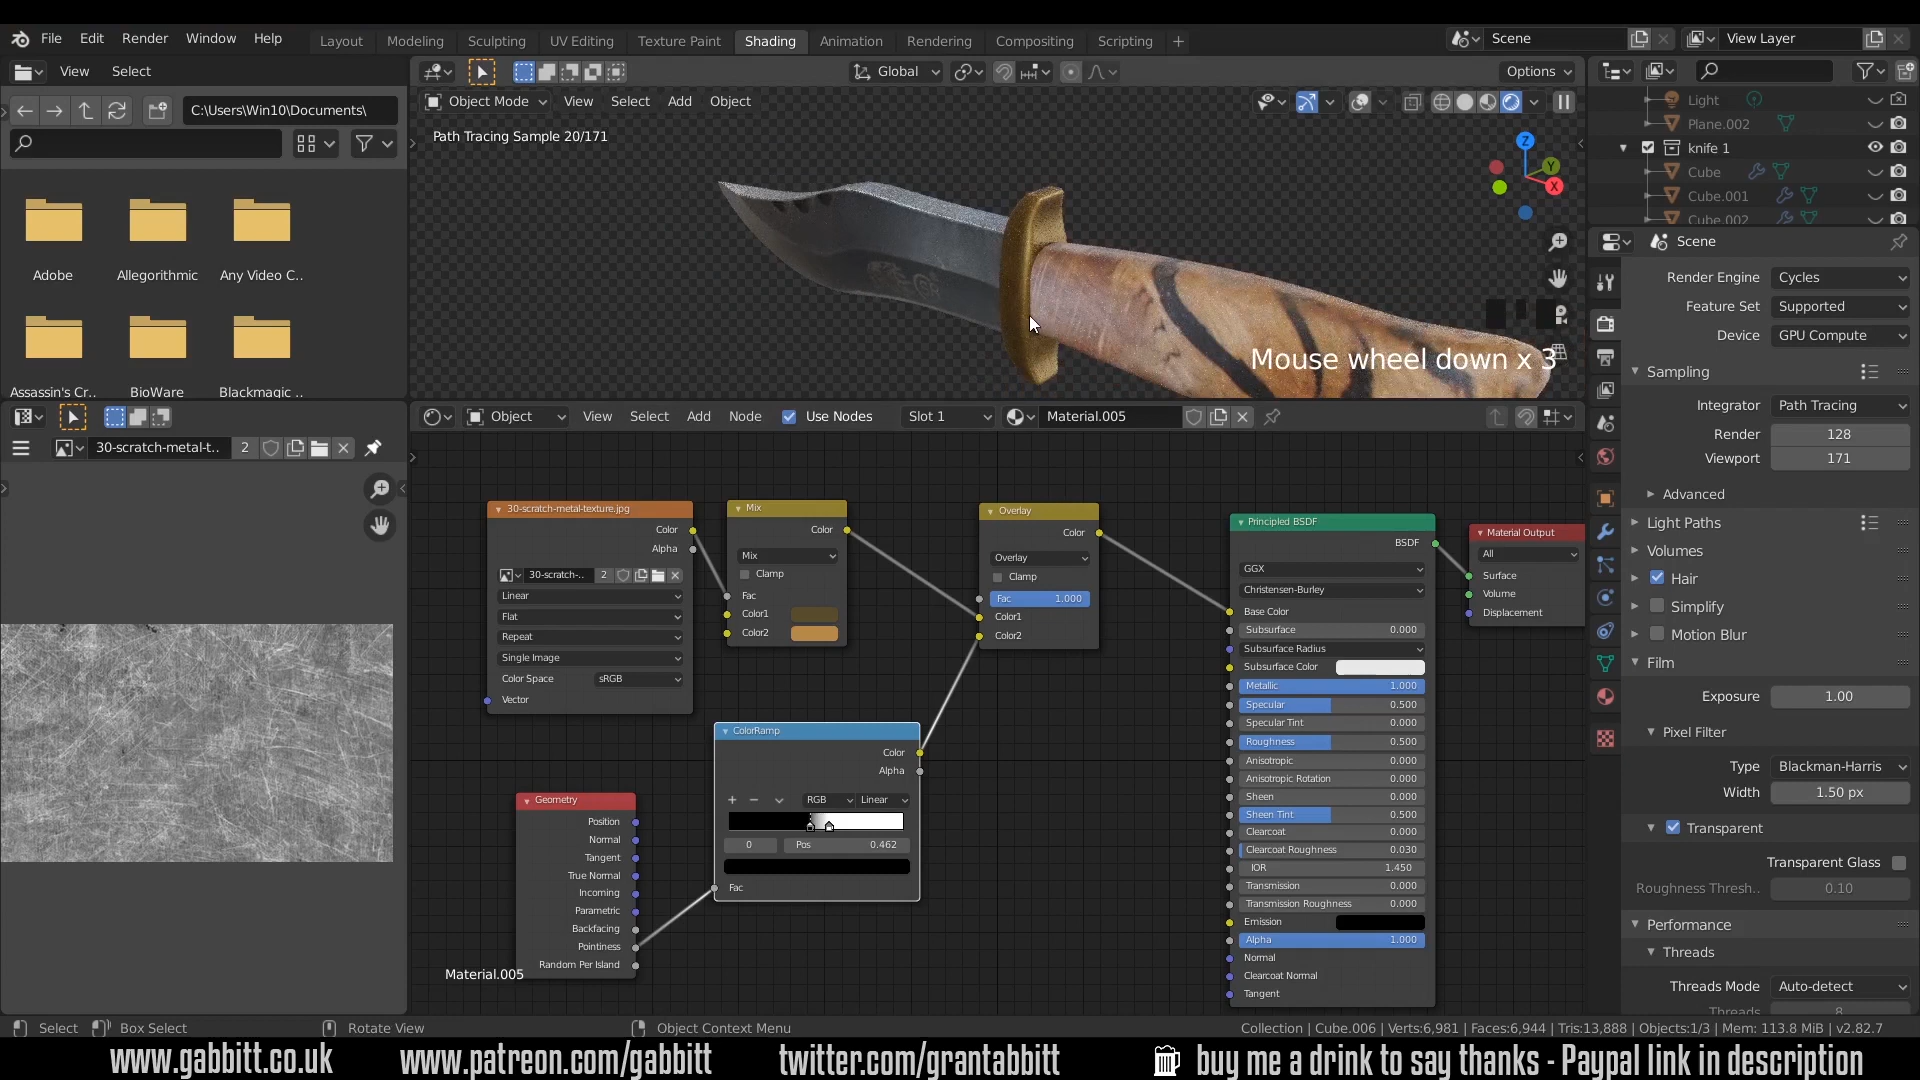 File Edit Render Window Help
Layout Modeling Sculpting UV Editing Texture Paint Shading Animation Rendering Compositing Scripting +
Scene
View Layer
View Select
Global
Options
C:\Users\Win10\Documents\
Object Mode View Select Add Object
Path Tracing Sample 20/171
Light
Plane.002
knife 1
Cube
Cube.001
Cube.002
Adobe
Allegorithmic
Any Video C..
Assassin's Cr..
BioWare
Blackmagic ..
Z
Y
X
Mouse wheel down x 3
Scene
Render Engine Cycles
Feature Set Supported
Device GPU Compute
Sampling
Integrator Path Tracing
Render 128
Viewport 171
Advanced
Light Paths
Volumes
Hair
Simplify
Motion Blur
Film
Exposure 1.00
Pixel Filter
Type Blackman-Harris
Width 1.50 px
Transparent
Transparent Glass
Roughness Thresh.. 0.10
Performance
Threads
Threads Mode Auto-detect
Threads 8
30-scratch-metal-t.. 2
Object View Select Add Node Use Nodes Slot 1 Material.005
30-scratch-metal-texture.jpg
Color
Alpha
30-scratch-.. 2
Linear
Flat
Repeat
Single Image
Color Space sRGB
Vector
Mix
Color
Mix
Clamp
Fac
Color1
Color2
Overlay
Color
Overlay
Clamp
Fac 1.000
Color1
Color2
Principled BSDF
BSDF
GGX
Christensen-Burley
Base Color
Subsurface 0.000
Subsurface Radius
Subsurface Color
Metallic 1.000
Specular 0.500
Specular Tint 0.000
Roughness 0.500
Anisotropic 0.000
Anisotropic Rotation 0.000
Sheen 0.000
Sheen Tint 0.500
Clearcoat 0.000
Clearcoat Roughness 0.030
IOR 1.450
Transmission 0.000
Transmission Roughness 0.000
Emission
Alpha 1.000
Normal
Clearcoat Normal
Tangent
Material Output
All
Surface
Volume
Displacement
ColorRamp
Color
Alpha
+ − RGB Linear
0 Pos 0.462
Fac
Geometry
Position
Normal
Tangent
True Normal
Incoming
Parametric
Backfacing
Pointiness
Random Per Island
Material.005
Select Box Select Rotate View Object Context Menu
Collection | Cube.006 | Verts:6,981 | Faces:6,944 | Tris:13,888 | Objects:1/3 | Mem: 113.8 MiB | v2.82.7
www.gabbitt.co.uk www.patreon.com/gabbitt twitter.com/grantabbitt buy me a drink to say thanks - Paypal link in description